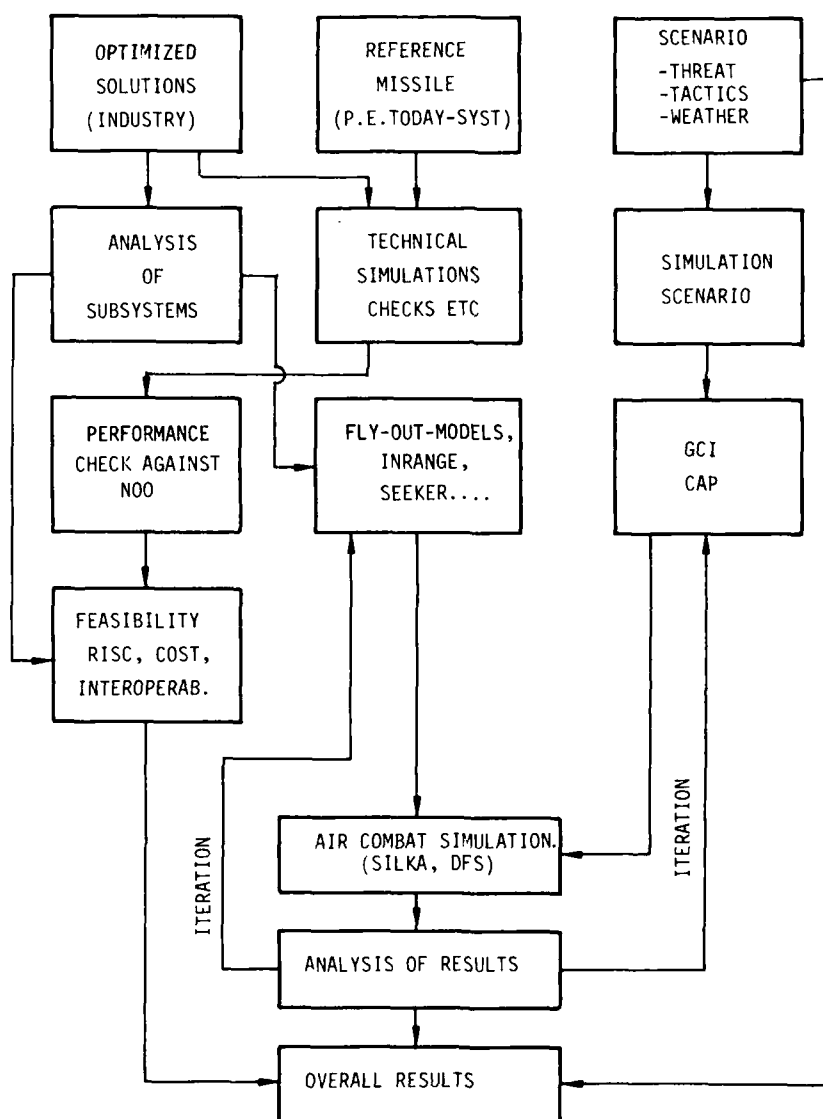 OPTIMIZED
SOLUTIONS
(INDUSTRY)
REFERENCE
MISSILE
(P.E.TODAY-SYST)
SCENARIO
-THREAT
-TACTICS
-WEATHER
ANALYSIS
OF
SUBSYSTEMS
TECHNICAL
SIMULATIONS
CHECKS ETC
SIMULATION
SCENARIO
PERFORMANCE
CHECK AGAINST
NOO
FLY-OUT-MODELS,
INRANGE,
SEEKER....
GCI
CAP
FEASIBILITY
RISC, COST,
INTEROPERAB.
ITERATION
AIR COMBAT SIMULATION.
(SILKA, DFS)
ITERATION
ANALYSIS OF RESULTS
OVERALL RESULTS